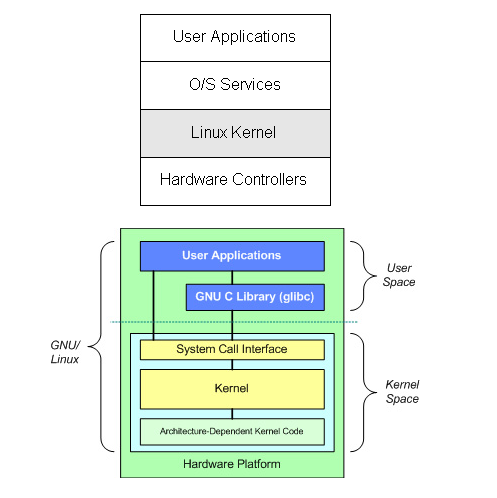 User Applications
O/S Services
Linux Kernel
Hardware Controllers
User Applications
User
Space
GNU C Library (glibc)
GNU/
Linux
System Call Interface
Kernel
Kernel
Space
Architecture-Dependent Kernel Code
Hardware Platform